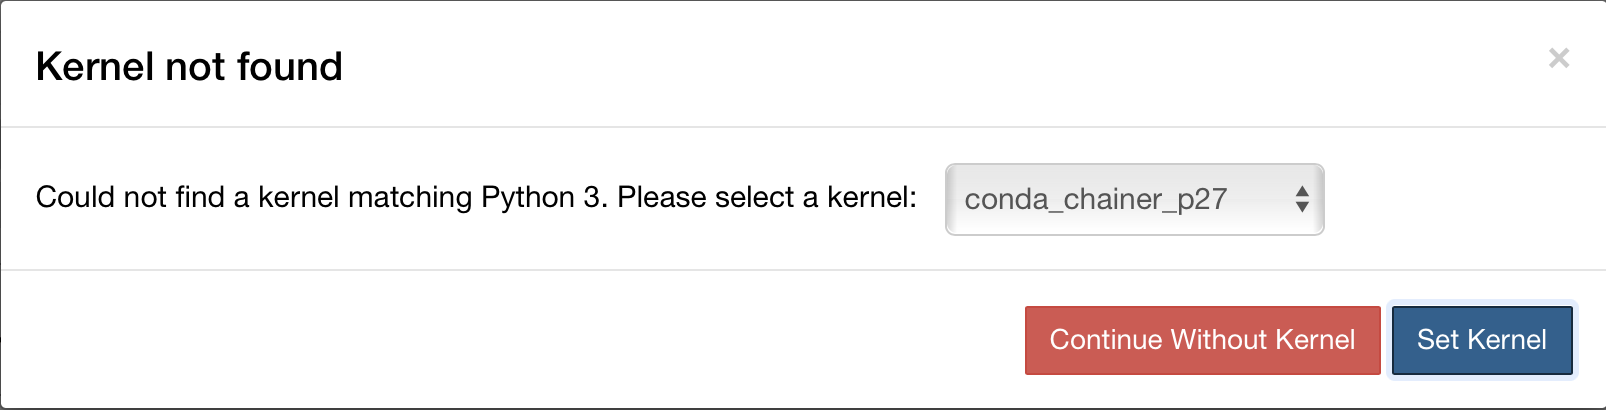 Kernel not found
×
Could not find a kernel matching Python 3. Please select a kernel: conda_chainer_p27
Continue Without Kernel Set Kernel